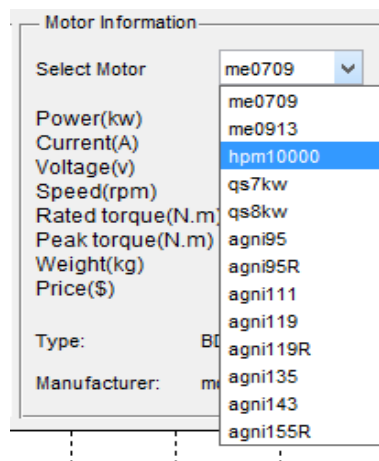 Motor Information
Select Motor me0709
me0709
me0913
Power(kw)
hpm10000
Current(A)
Voltage(v)
qs7kw
Speed(rpm)
qs8kw
Rated torque(N.m)
agni95
Peak torque(N.m)
agni95R
Weight(kg)
Price($)
agni111
agni119
Type:
agni119R
Manufacturer:
agni135
agni143
agni155R